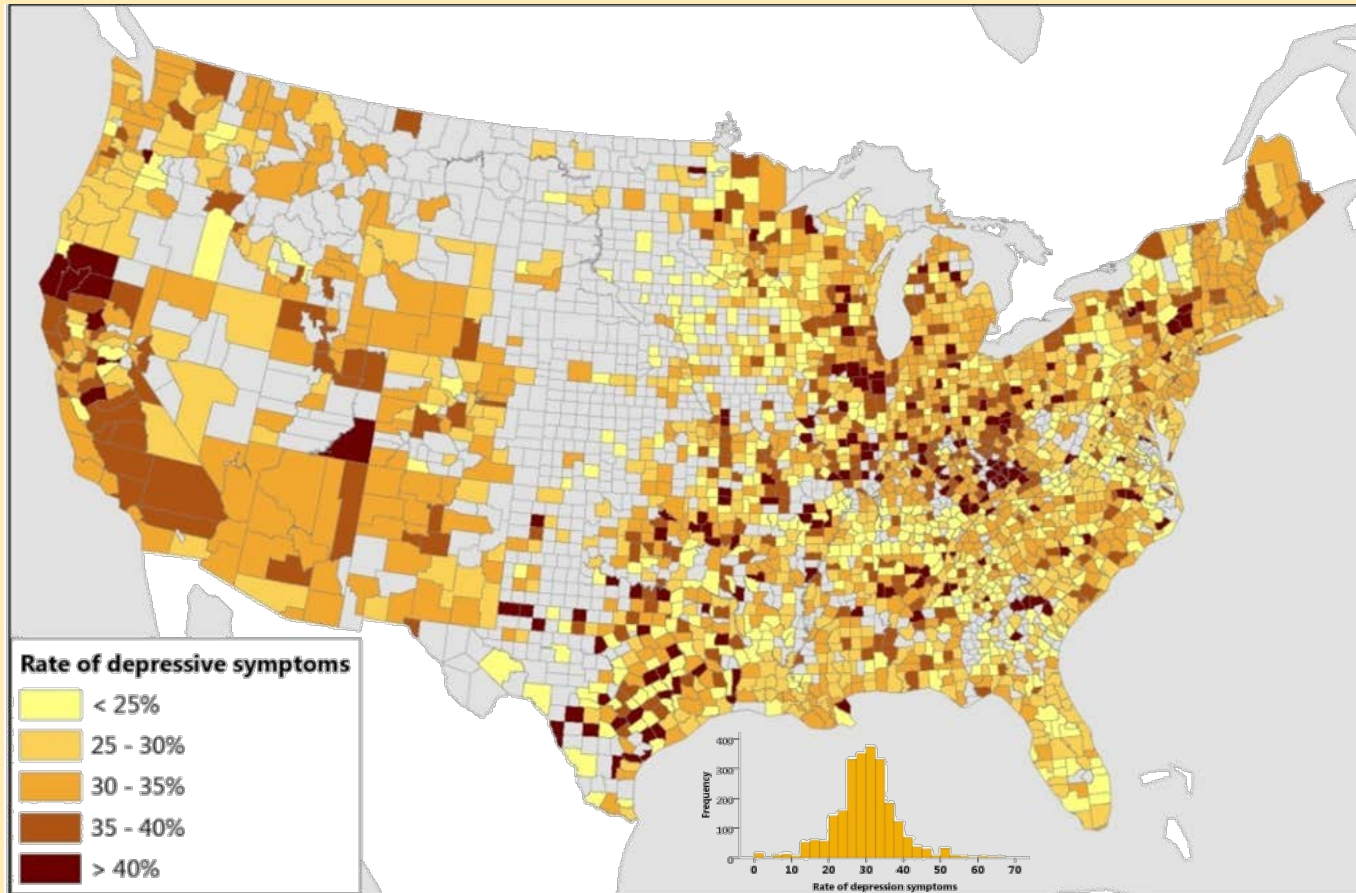 Rate of depressive symptoms
< 25%
25 - 30%
30 - 35%
35 - 40%
> 40%
Frequency
400
300
200
100
0
0 10 20 30 40 50 60 70
Rate of depression symptoms